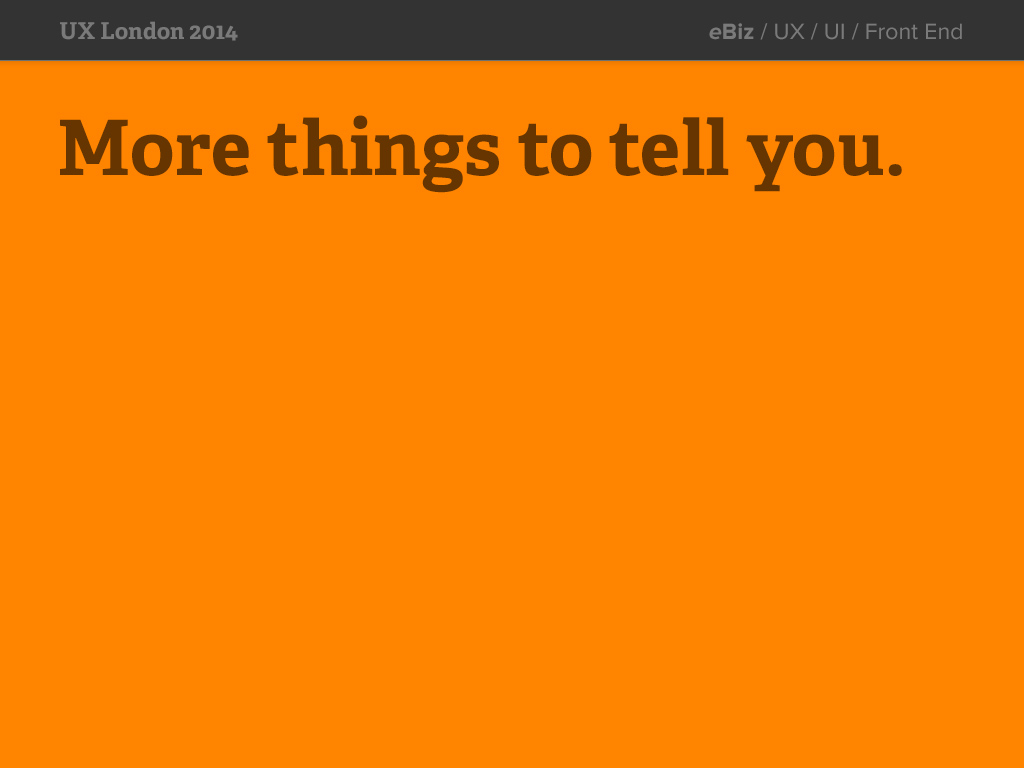 UX London 2014
eBiz / UX / UI / Front End
More things to tell you.